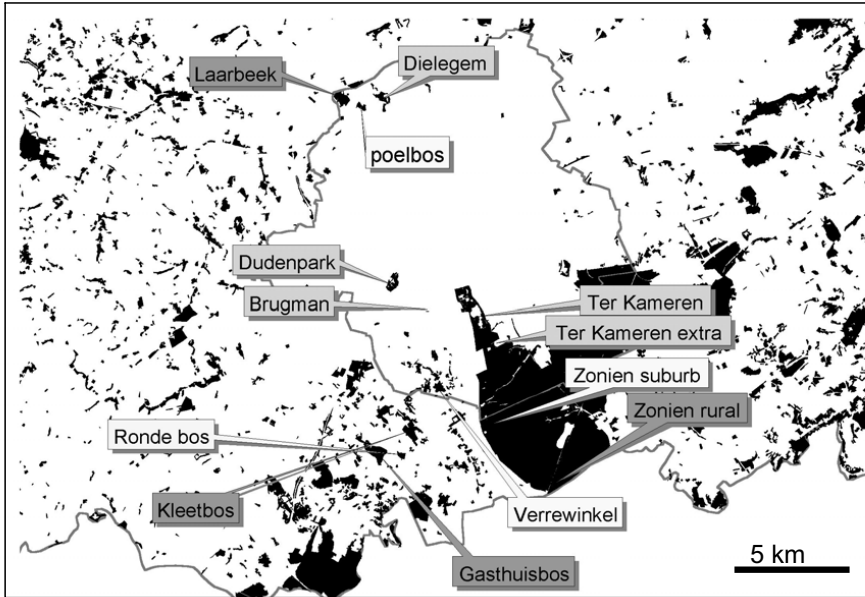 Laarbeek
Dielegem
poelbos
Dudenpark
Brugman
Ter Kameren
Ter Kameren extra
Zonien suburb
Zonien rural
Ronde bos
Kleetbos
Verrewinkel
Gasthuisbos
5 km